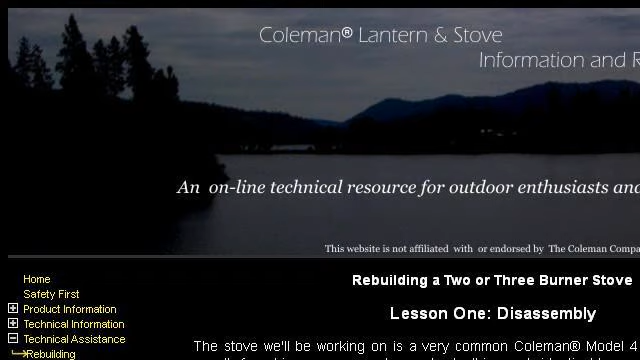 Coleman® Lantern & Stove
Information and R
An on-line technical resource for outdoor enthusiasts and
This website is not affiliated with or endorsed by The Coleman Compa
Home
Safety First
Product Information
Technical Information
Technical Assistance
Rebuilding
Rebuilding a Two or Three Burner Stove
Lesson One: Disassembly
The stove we'll be working on is a very common Coleman® Model 4